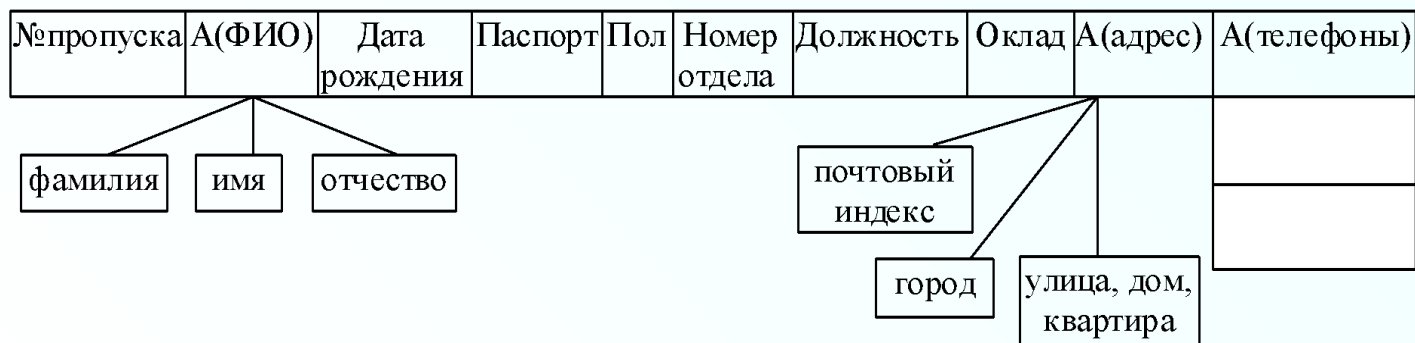 №пропуска А(ФИО) Дата рождения Паспорт Пол Номер отдела Должность Оклад А(адрес) А(телефоны)
фамилия имя отчество
почтовый
индекс
город
улица, дом,
квартира